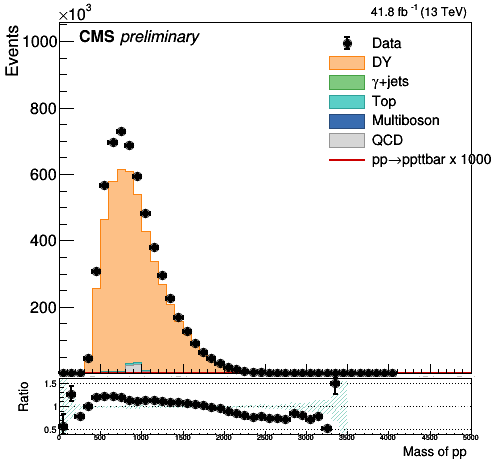 ×10³
41.8 fb⁻¹ (13 TeV)
CMS preliminary
Events
1000
800
600
400
200
Data
DY
γ+jets
Top
Multiboson
QCD
pp→ppttbar x 1000
Ratio
1.5
1
0.5
0 500 1000 1500 2000 2500 3000 3500 4000 4500 5000
Mass of pp